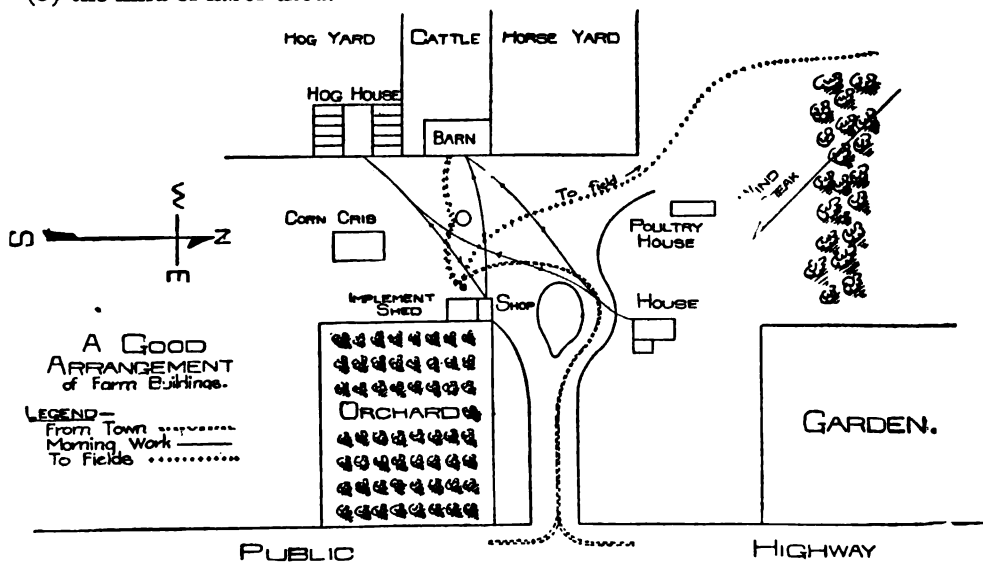 HOG YARD
CATTLE
HORSE YARD
HOG HOUSE
BARN
To field
WIND
POULTRY
HOUSE
CORN CRIB
S
W
N
E
IMPLEMENT
SHED
SHOP
HOUSE
A GOOD
ARRANGEMENT
of Farm Buildings.
LEGEND—
From Town
Morning Work
To Fields
ORCHARD
GARDEN.
PUBLIC
HIGHWAY